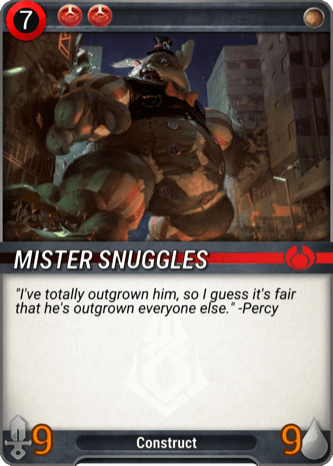 7
MISTER SNUGGLES
"I've totally outgrown him, so I guess it's fair
that he's outgrown everyone else." -Percy
9
Construct
9